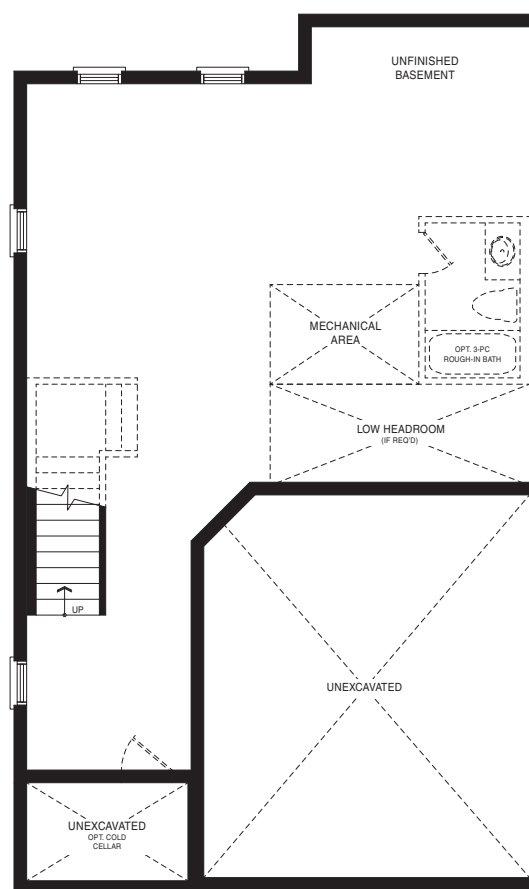 UNFINISHED
BASEMENT
MECHANICAL
AREA
OPT. 3-PC
ROUGH-IN BATH
LOW HEADROOM
(IF REQ'D)
UP
UNEXCAVATED
UNEXCAVATED
OPT. COLD
CELLAR